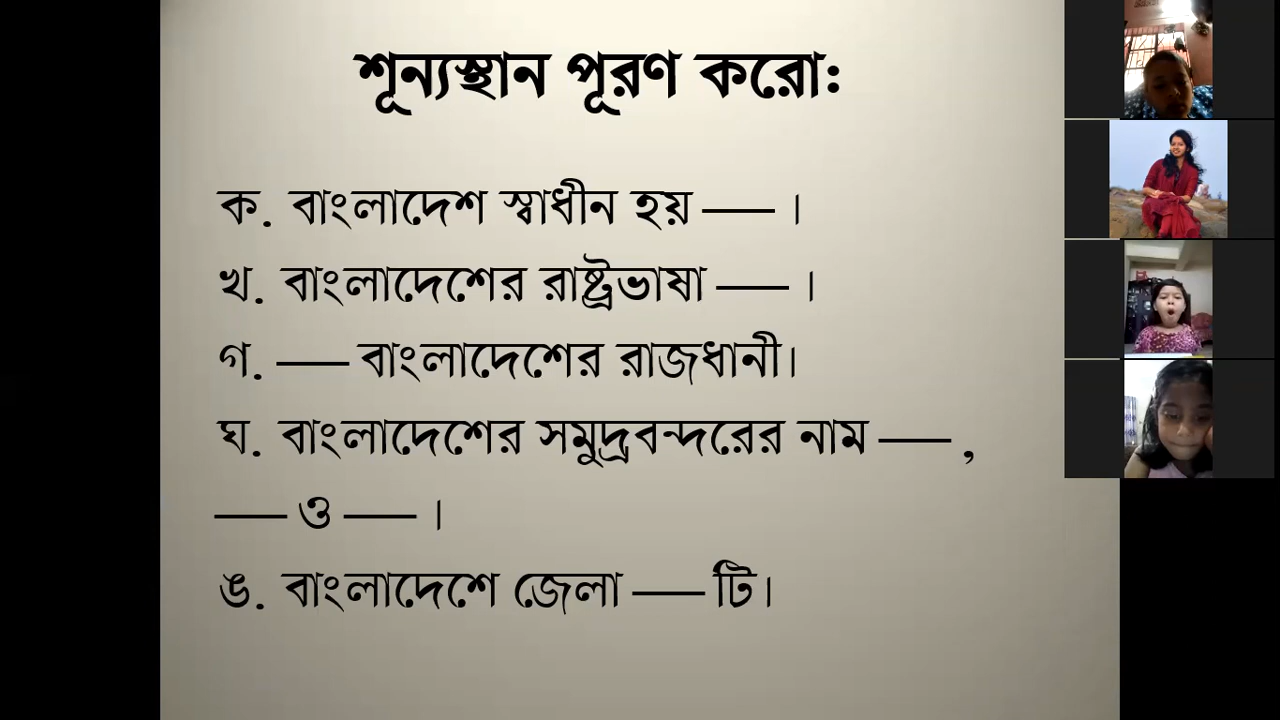 শূন্যস্থান পূরণ করো:
ক. বাংলাদেশ স্বাধীন হয় — ।
খ. বাংলাদেশের রাষ্ট্রভাষা — ।
গ. — বাংলাদেশের রাজধানী।
ঘ. বাংলাদেশের সমুদ্রবন্দরের নাম — ,
— ও — ।
ঙ. বাংলাদেশে জেলা — টি।